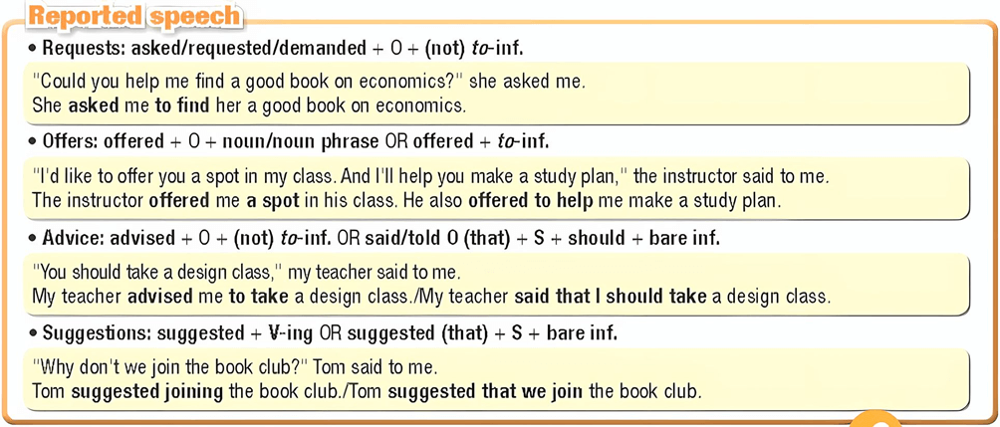 Reported speech
• Requests: asked/requested/demanded + O + (not) to-inf.
"Could you help me find a good book on economics?" she asked me.
She asked me to find her a good book on economics.
• Offers: offered + O + noun/noun phrase OR offered + to-inf.
"I'd like to offer you a spot in my class. And I'll help you make a study plan," the instructor said to me.
The instructor offered me a spot in his class. He also offered to help me make a study plan.
• Advice: advised + O + (not) to-inf. OR said/told O (that) + S + should + bare inf.
"You should take a design class," my teacher said to me.
My teacher advised me to take a design class./My teacher said that I should take a design class.
• Suggestions: suggested + V-ing OR suggested (that) + S + bare inf.
"Why don't we join the book club?" Tom said to me.
Tom suggested joining the book club./Tom suggested that we join the book club.